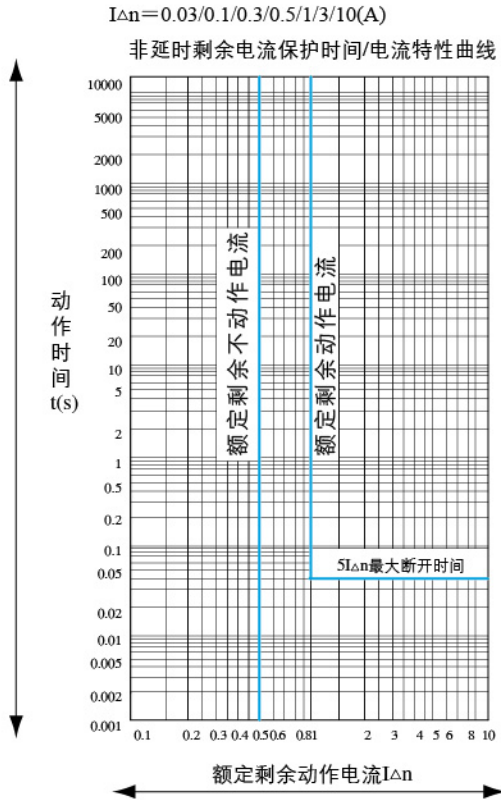 I△n＝0.03/0.1/0.3/0.5/1/3/10(A)
非延时剩余电流保护时间/电流特性曲线
10000
5000
2000
1000
500
200
100
50
20
10
5
2
1
0.5
0.2
0.1
0.05
0.02
0.01
0.005
0.002
0.001
动作时间t(s)
额定剩余不动作电流
额定剩余动作电流
5I△n最大断开时间
0.1 0.2 0.3 0.4 0.5 0.6 0.81 2 3 4 5 6 8 10
额定剩余动作电流I△n